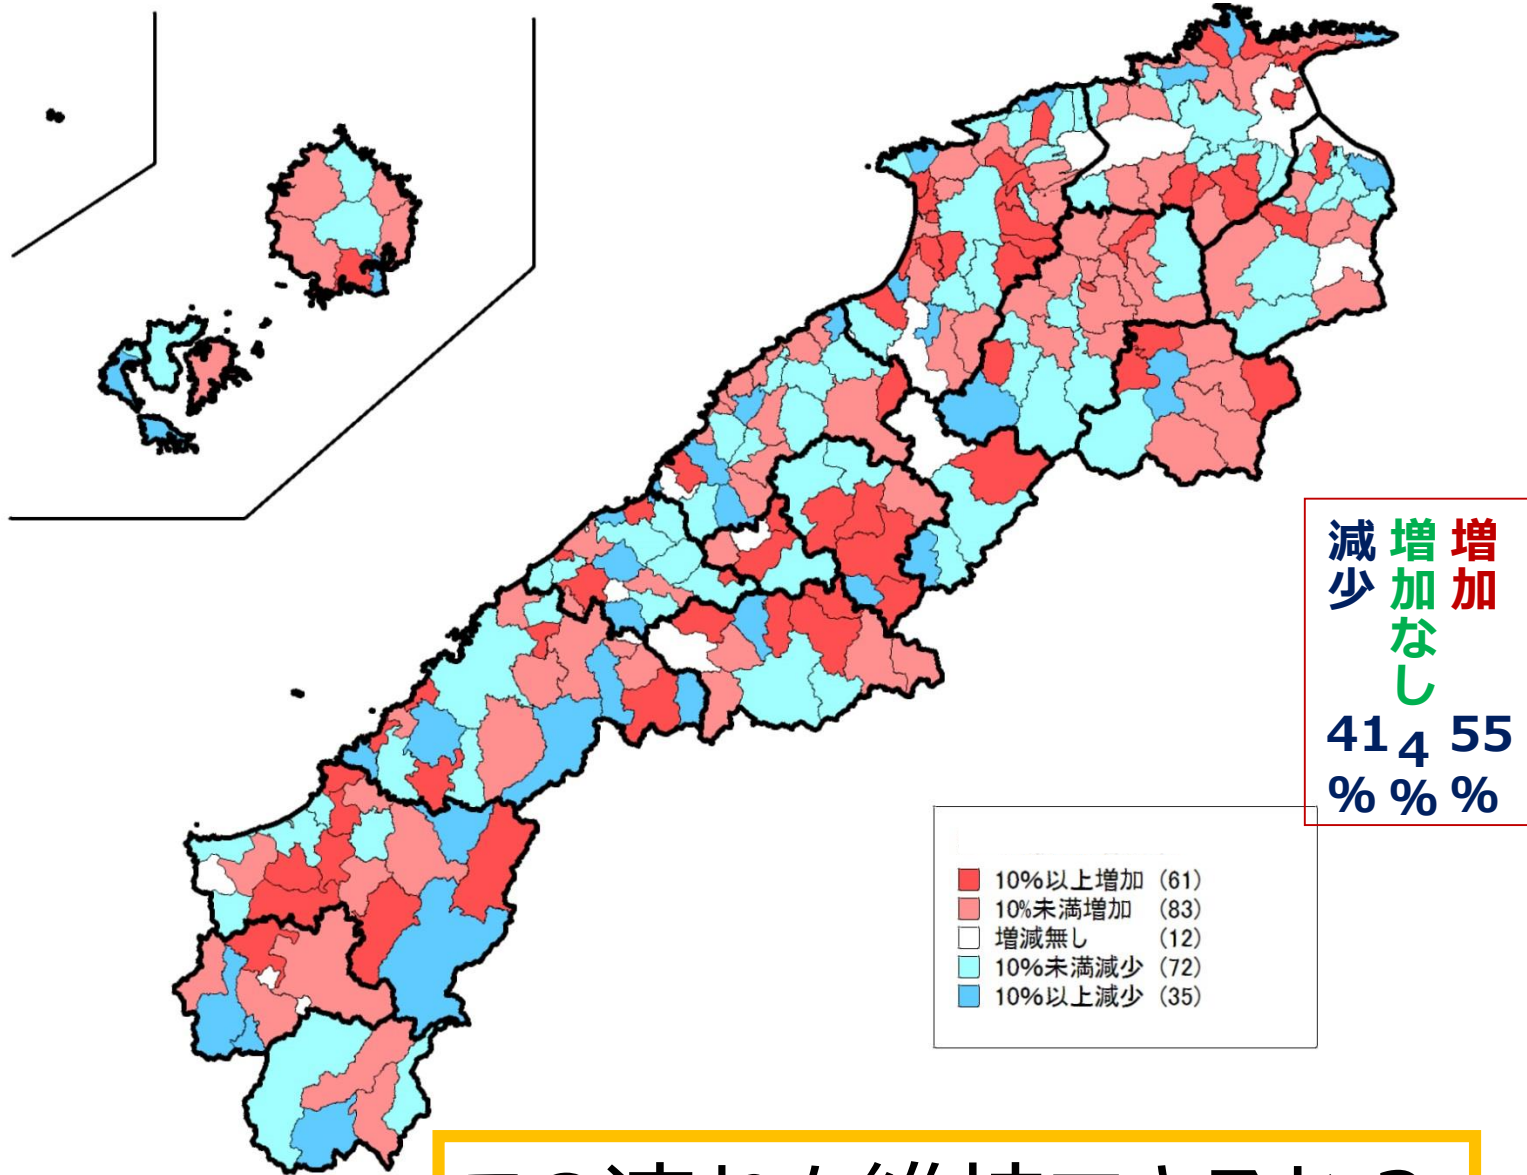 増加
増加なし
減少
55
%
4
%
41
%
10%以上増加 (61)
10%未満増加 (83)
増減無し (12)
10%未満減少 (72)
10%以上減少 (35)